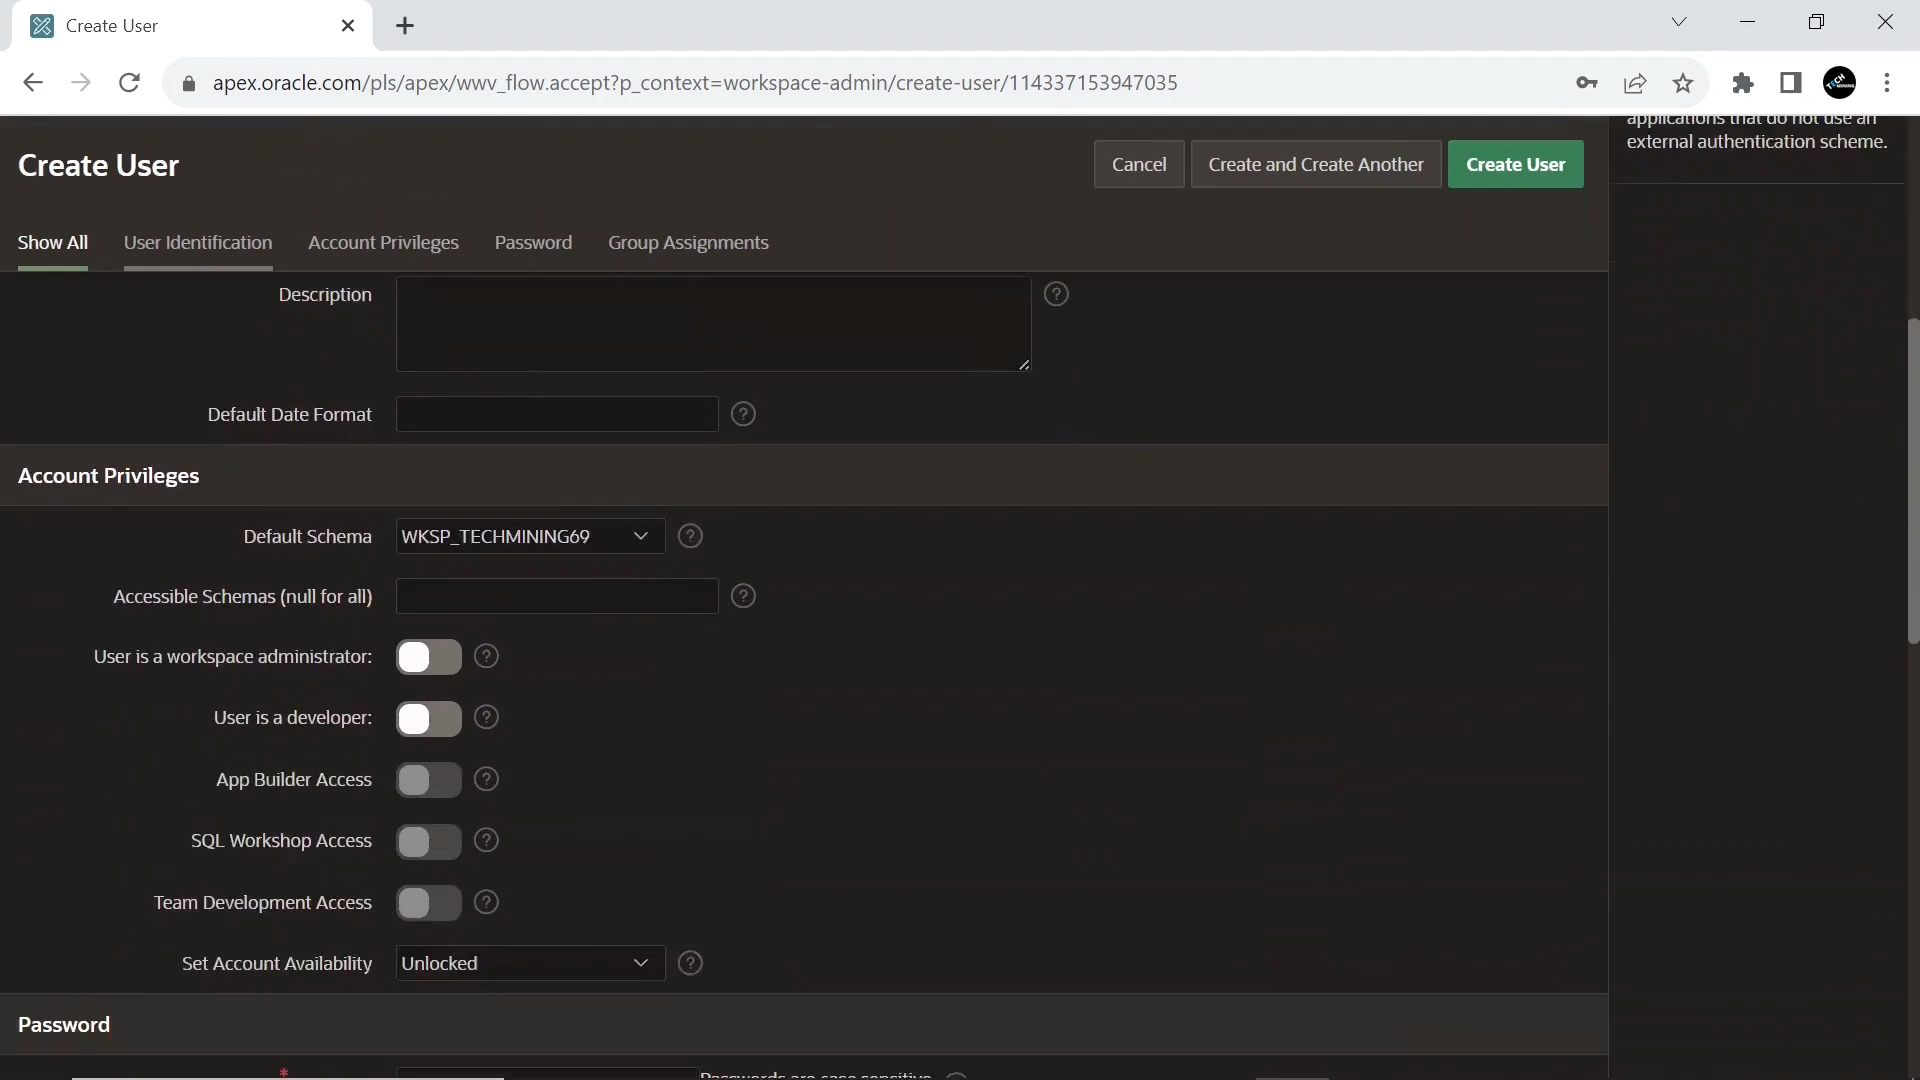 Create User
apex.oracle.com/pls/apex/wwv_flow.accept?p_context=workspace-admin/create-user/114337153947035
TECH
MINING
applications that do not use an
external authentication scheme.
Create User
Cancel
Create and Create Another
Create User
Show All
User Identification
Account Privileges
Password
Group Assignments
Description
Default Date Format
Account Privileges
Default Schema
WKSP_TECHMINING69
Accessible Schemas (null for all)
User is a workspace administrator:
User is a developer:
App Builder Access
SQL Workshop Access
Team Development Access
Set Account Availability
Unlocked
Password
*
Passwords are case sensitive